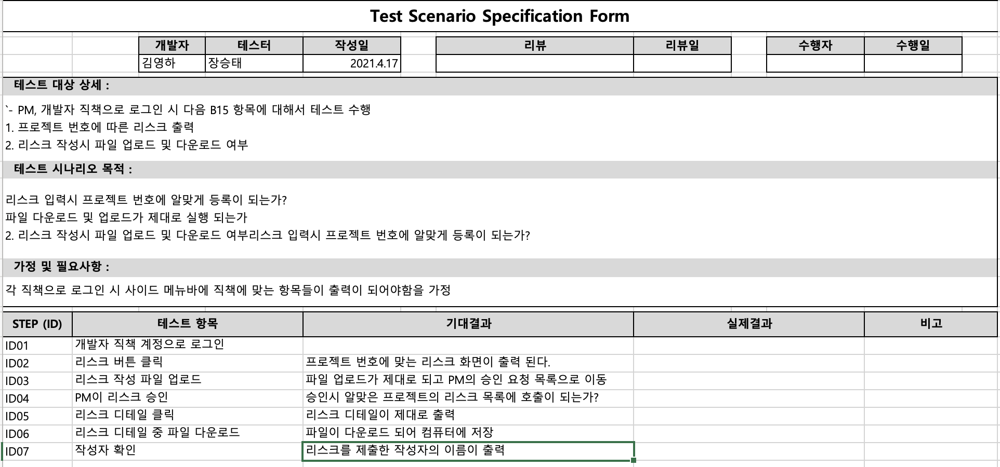 Test Scenario Specification Form
개발자 테스터 작성일 리뷰 리뷰일 수행자 수행일
김영하 장승태 2021.4.17
테스트 대상 상세 :
`- PM, 개발자 직책으로 로그인 시 다음 B15 항목에 대해서 테스트 수행
1. 프로젝트 번호에 따른 리스크 출력
2. 리스크 작성시 파일 업로드 및 다운로드 여부
테스트 시나리오 목적 :
리스크 입력시 프로젝트 번호에 알맞게 등록이 되는가?
파일 다운로드 및 업로드가 제대로 실행 되는가
2. 리스크 작성시 파일 업로드 및 다운로드 여부리스크 입력시 프로젝트 번호에 알맞게 등록이 되는가?
가정 및 필요사항 :
각 직책으로 로그인 시 사이드 메뉴바에 직책에 맞는 항목들이 출력이 되어야함을 가정
STEP (ID) 테스트 항목 기대결과 실제결과 비고
ID01 개발자 직책 계정으로 로그인
ID02 리스크 버튼 클릭 프로젝트 번호에 맞는 리스크 화면이 출력 된다.
ID03 리스크 작성 파일 업로드 파일 업로드가 제대로 되고 PM의 승인 요청 목록으로 이동
ID04 PM이 리스크 승인 승인시 알맞은 프로젝트의 리스크 목록에 호출이 되는가?
ID05 리스크 디테일 클릭 리스크 디테일이 제대로 출력
ID06 리스크 디테일 중 파일 다운로드 파일이 다운로드 되어 컴퓨터에 저장
ID07 작성자 확인 리스크를 제출한 작성자의 이름이 출력